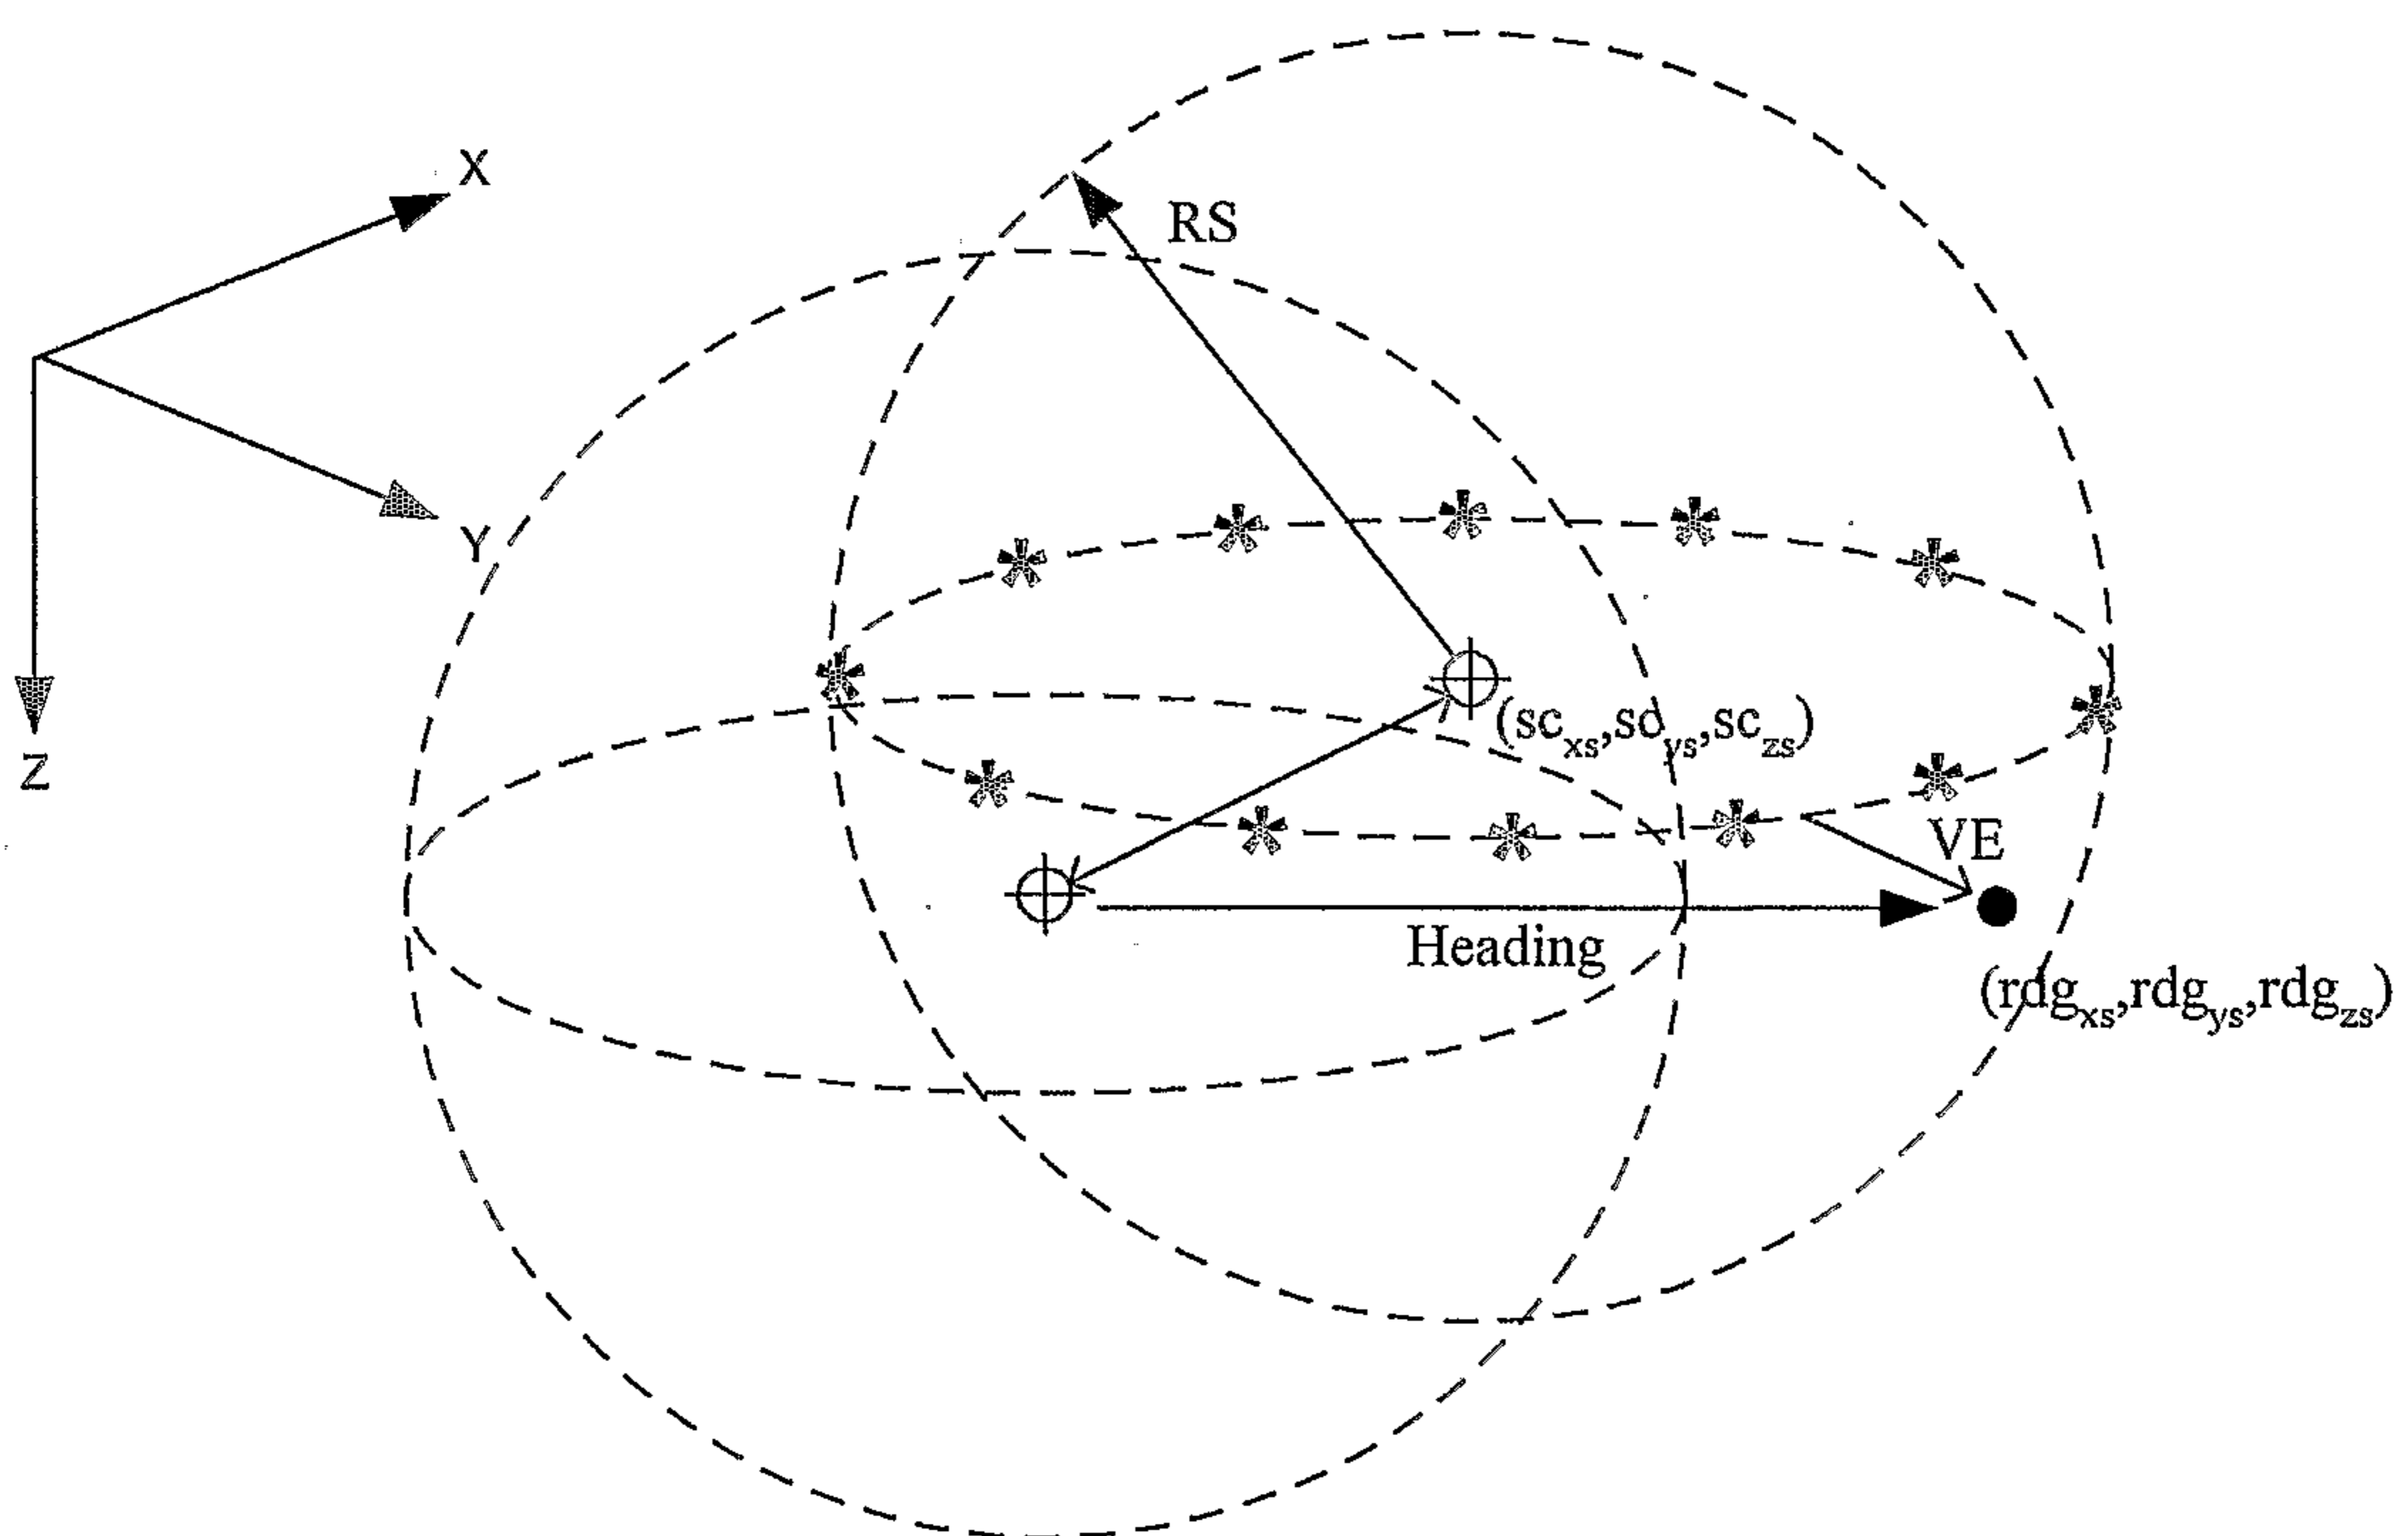 X
RS
Y
(sc_xs,sc_ys,sc_zs)
Z
VE
Heading
(rdg_xs,rdg_ys,rdg_zs)